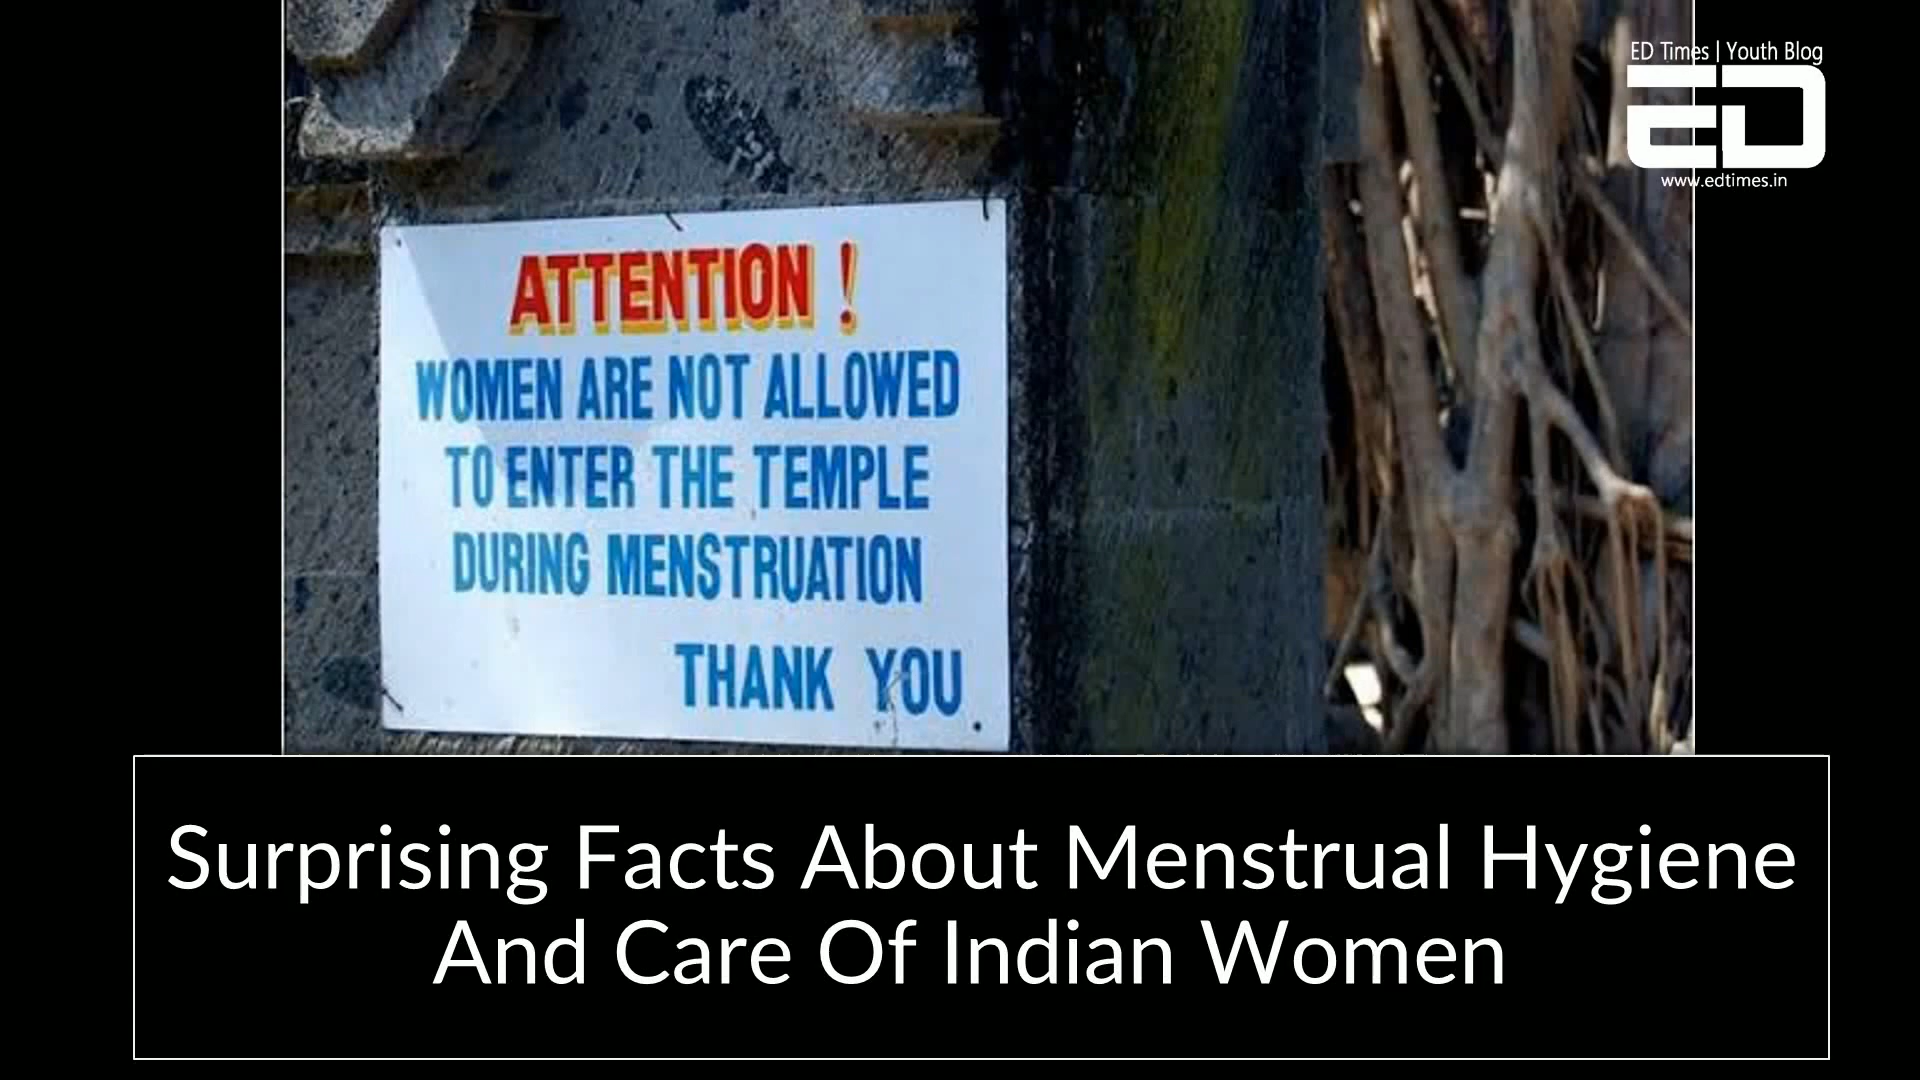 ED Times | Youth Blog
ED
www.edtimes.in
ATTENTION !
WOMEN ARE NOT ALLOWED
TO ENTER THE TEMPLE
DURING MENSTRUATION
THANK YOU
Surprising Facts About Menstrual Hygiene
And Care Of Indian Women